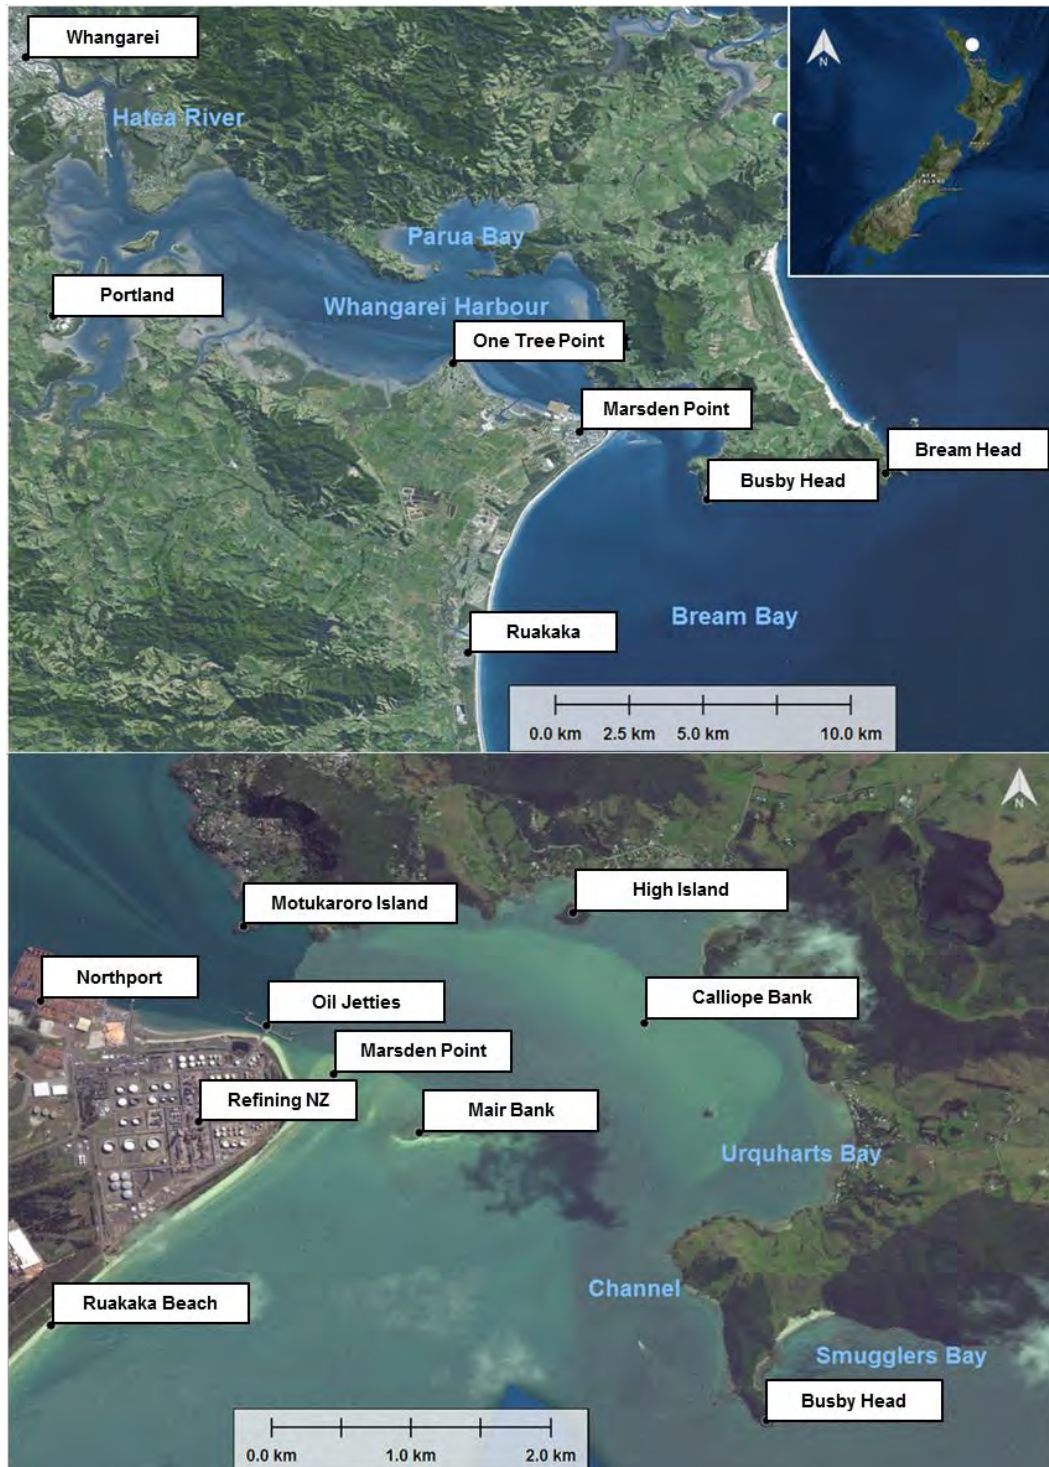 Whangarei
Hatea River
N
NEW
ZEALAND
Parua Bay
Portland
Whangarei Harbour
One Tree Point
Marsden Point
Bream Head
Busby Head
Bream Bay
Ruakaka
0.0 km 2.5 km 5.0 km 10.0 km
N
High Island
Motukaroro Island
Northport
Oil Jetties
Calliope Bank
Marsden Point
Refining NZ
Mair Bank
Urquharts Bay
Channel
Ruakaka Beach
Smugglers Bay
Busby Head
0.0 km 1.0 km 2.0 km